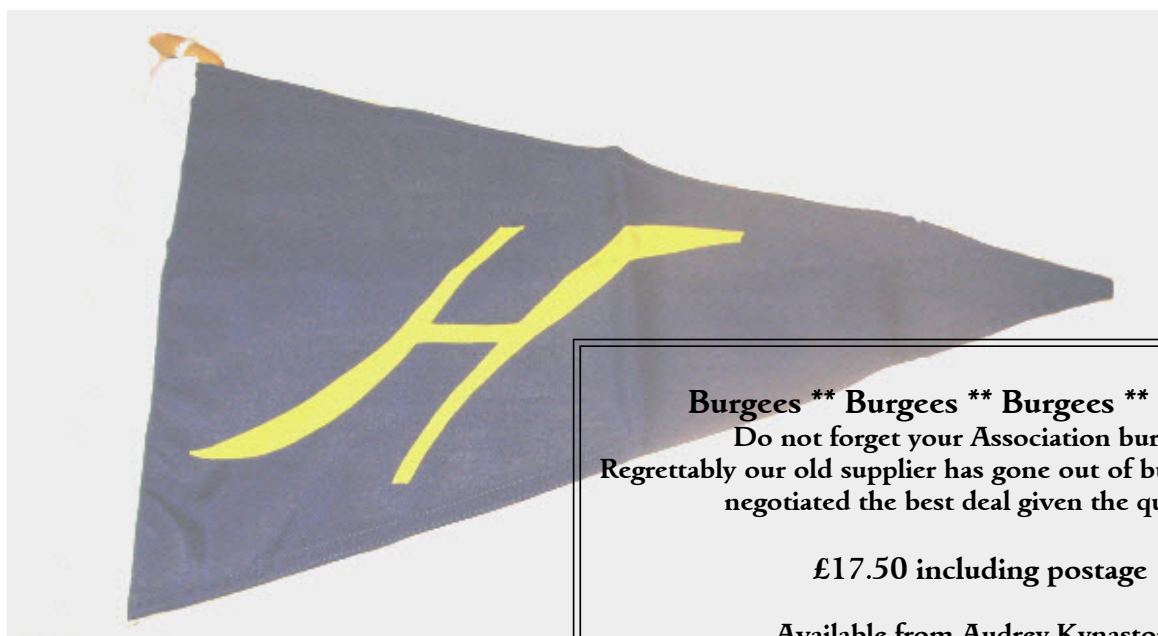 H
Burgees ** Burgees ** Burgees **
Do not forget your Association
Regrettably our old supplier has gone out of
negotiated the best deal given the
£17.50 including postage
Available from Audrey